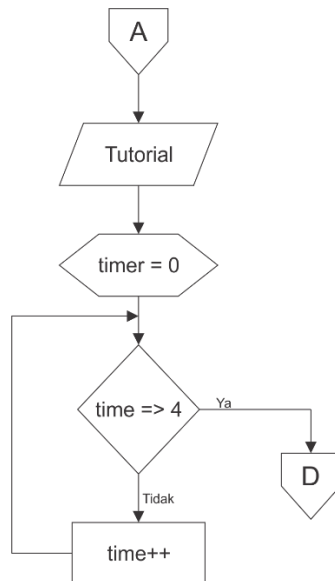 A
Tutorial
timer = 0
time => 4
Ya
D
Tidak
time++